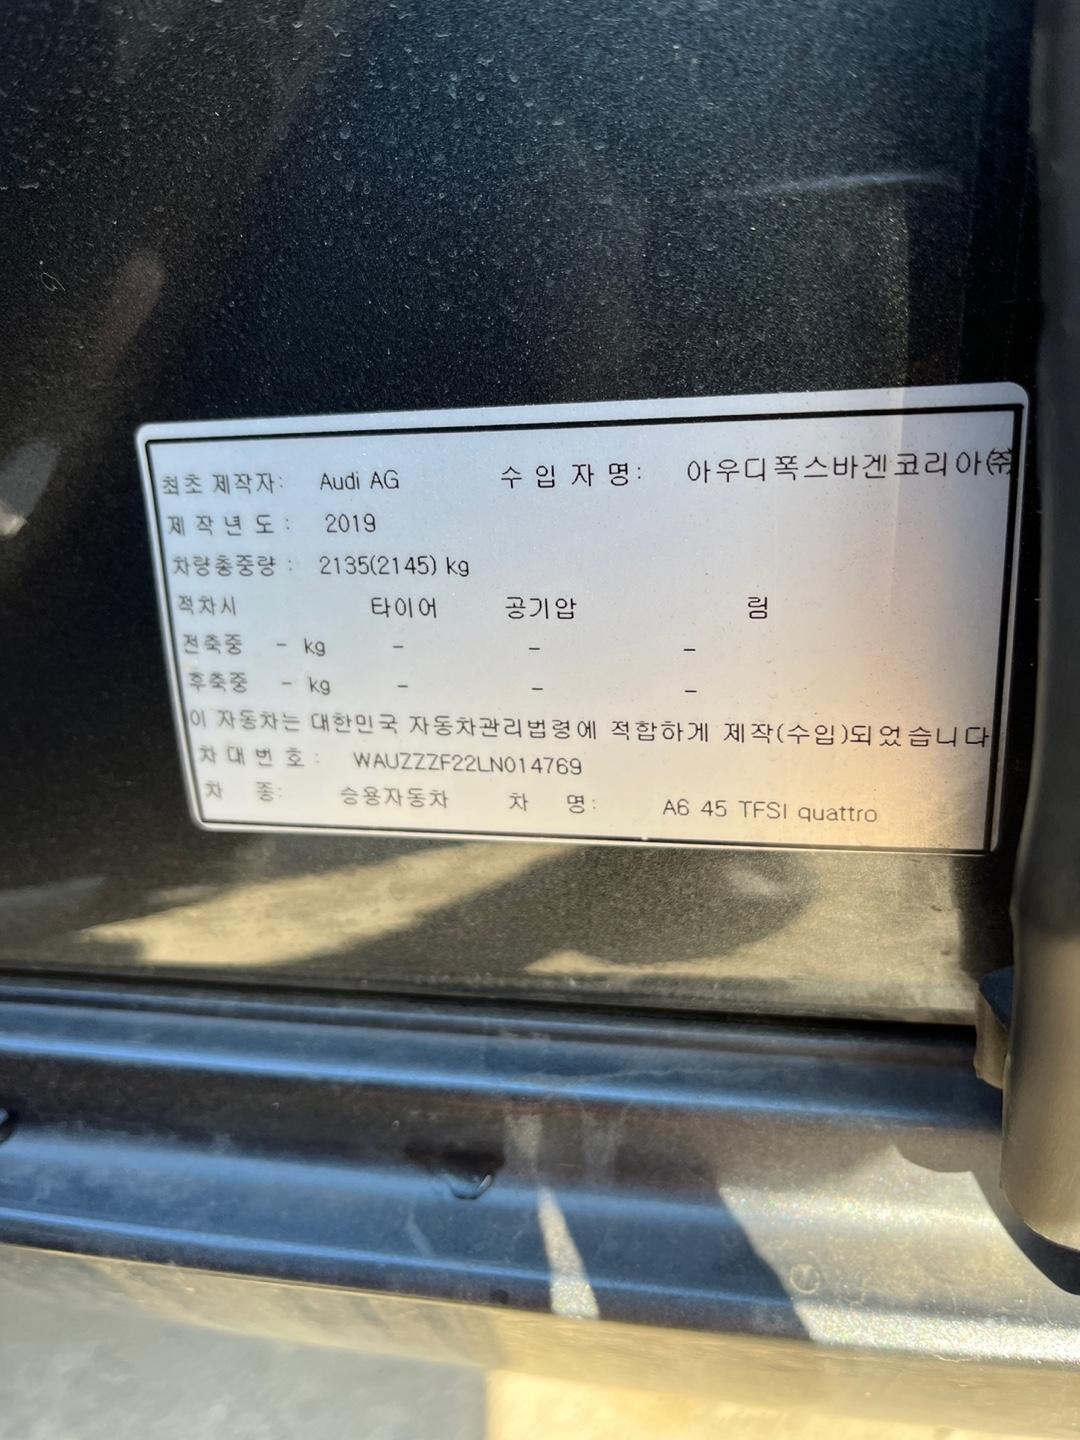 최초 제작자: Audi AG 수 입 자 명: 아우디폭스바겐코리아㈜
제 작 년 도 : 2019
차량총중량 : 2135(2145) kg
적차시 타이어 공기압 림
전축중 - kg - - -
후축중 - kg - - -
이 자동차는 대한민국 자동차관리법령에 적합하게 제작(수입)되었습니다
차 대 번 호 : WAUZZZF22LN014769
차 종: 승용자동차 차 명: A6 45 TFSI quattro